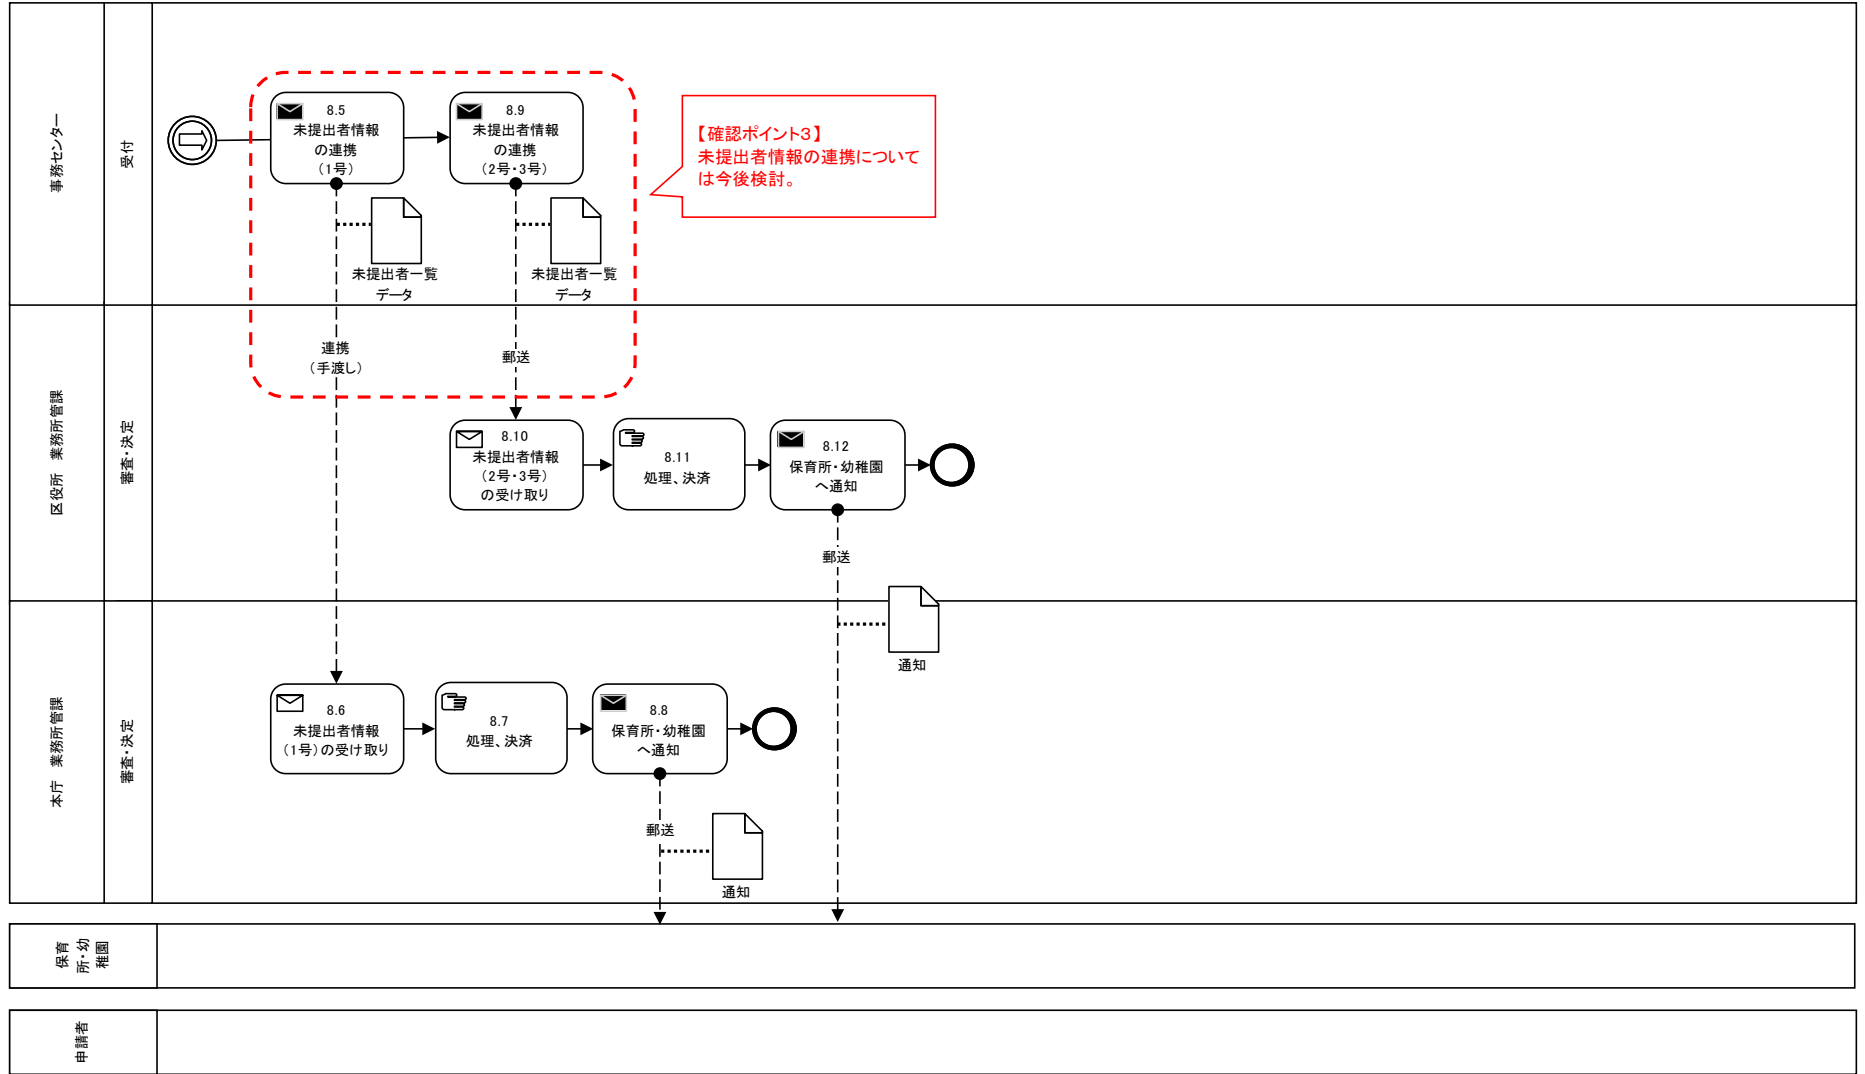 事務センター
受付
8.5
未提出者情報
の連携
(1号)
8.9
未提出者情報
の連携
(2号・3号)
【確認ポイント3】
未提出者情報の連携について
は今後検討。
未提出者一覧
データ
未提出者一覧
データ
区役所　業務所管課
審査・決定
連携
(手渡し)
郵送
8.10
未提出者情報
(2号・3号)
の受け取り
8.11
処理、決済
8.12
保育所・幼稚園
へ通知
郵送
通知
本庁　業務所管課
審査・決定
8.6
未提出者情報
(1号)の受け取り
8.7
処理、決済
8.8
保育所・幼稚園
へ通知
郵送
通知
保育
所・幼
稚園
申請者